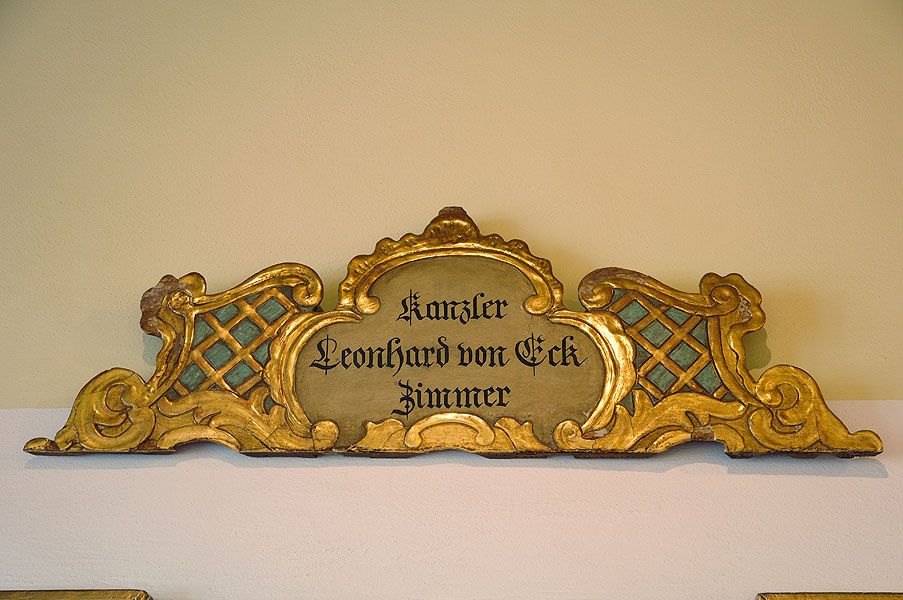 Kanzler
Leonhard von Eck
Zimmer